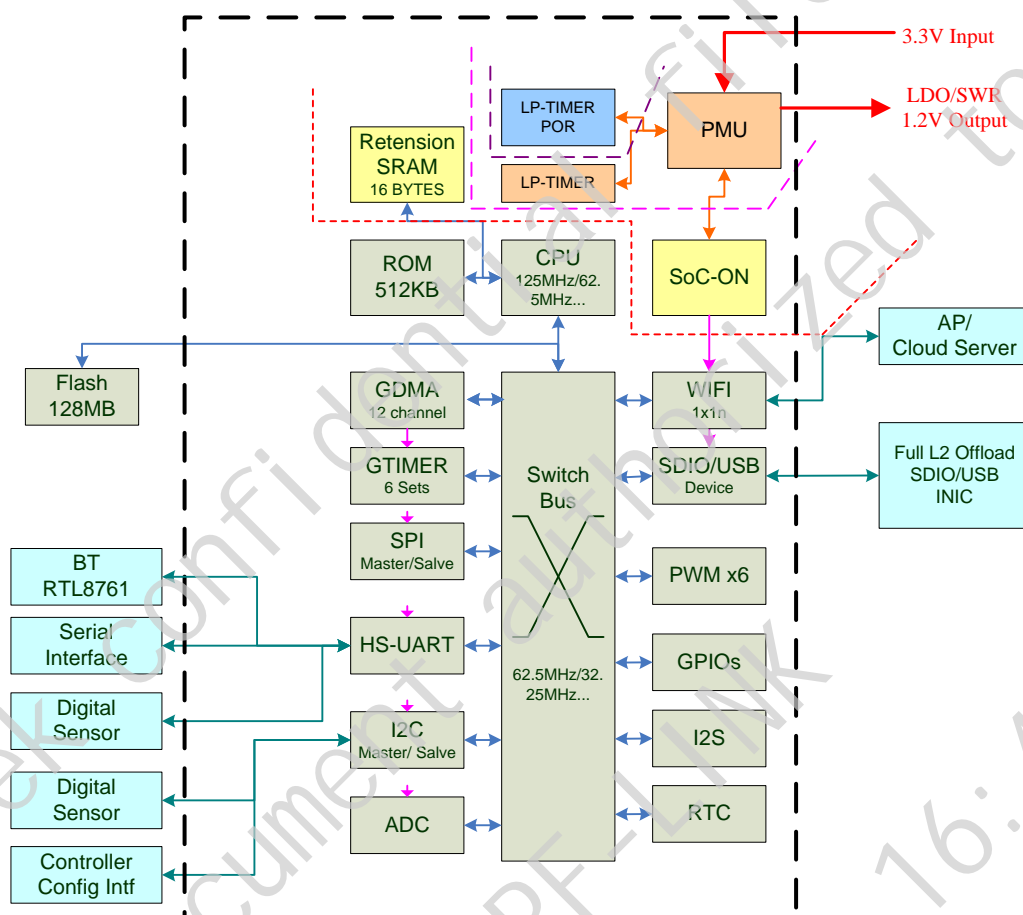 3.3V Input
LDO/SWR
1.2V Output
LP-TIMER
POR
PMU
Retension
SRAM
16 BYTES
LP-TIMER
ROM
512KB
CPU
125MHz/62.
5MHz...
SoC-ON
AP/
Cloud Server
Flash
128MB
GDMA
12 channel
WIFI
1x1n
GTIMER
6 Sets
Switch
Bus
SDIO/USB
Device
Full L2 Offload
SDIO/USB
INIC
SPI
Master/Salve
BT
RTL8761
PWM x6
Serial
Interface
HS-UART
62.5MHz/32.
25MHz...
GPIOs
Digital
Sensor
I2C
Master/ Salve
I2S
Digital
Sensor
ADC
RTC
Controller
Config Intf
confidential
authorized to